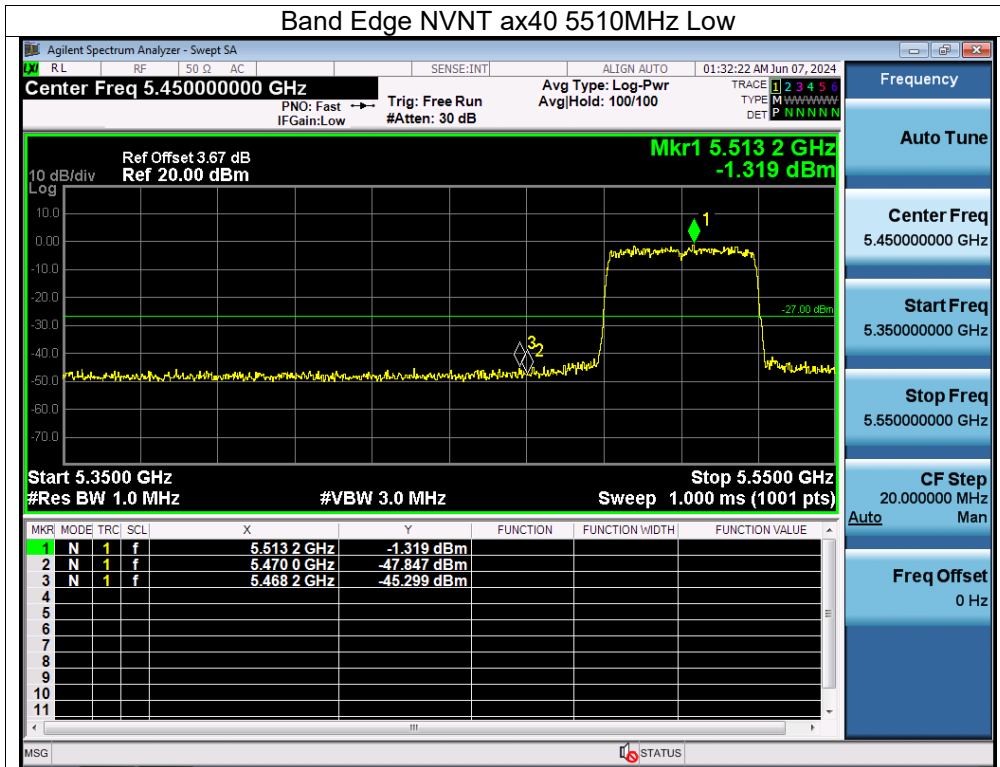 Band Edge NVNT ax40 5510MHz Low
Agilent Spectrum Analyzer - Swept SA
LXI RL RF 50 Ω AC SENSE:INT ALIGN AUTO 01:32:22 AM Jun 07, 2024
Center Freq 5.450000000 GHz
PNO: Fast
IFGain:Low
Trig: Free Run
#Atten: 30 dB
Avg Type: Log-Pwr
Avg|Hold: 100/100
TRACE 1 2 3 4 5 6
TYPE M WWWWW
DET P N N N N N
Ref Offset 3.67 dB
10 dB/div Ref 20.00 dBm
Log
Mkr1 5.513 2 GHz
-1.319 dBm
10.0
0.00
-10.0
-20.0
-30.0
-40.0
-50.0
-60.0
-70.0
1
-27.00 dBm
3
2
Start 5.3500 GHz Stop 5.5500 GHz
#Res BW 1.0 MHz #VBW 3.0 MHz Sweep 1.000 ms (1001 pts)
MKR MODE TRC SCL X Y FUNCTION FUNCTION WIDTH FUNCTION VALUE
1 N 1 f 5.513 2 GHz -1.319 dBm
2 N 1 f 5.470 0 GHz -47.847 dBm
3 N 1 f 5.468 2 GHz -45.299 dBm
4
5
6
7
8
9
10
11
MSG STATUS
Frequency
Auto Tune
Center Freq
5.450000000 GHz
Start Freq
5.350000000 GHz
Stop Freq
5.550000000 GHz
CF Step
20.000000 MHz
Auto Man
Freq Offset
0 Hz